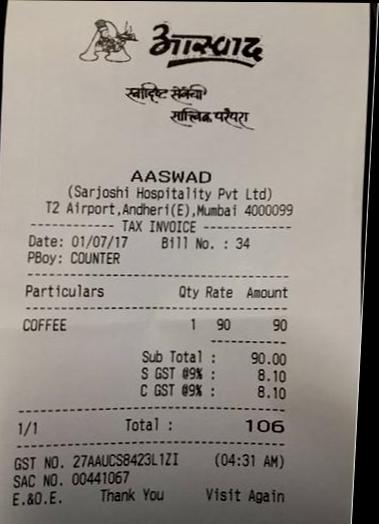 आस्वाद
स्वादिष्ट सेवेची
सात्त्विक परंपरा
AASWAD
(Sarjoshi Hospitality Pvt Ltd)
T2 Airport,Andheri(E),Mumbai 4000099
TAX INVOICE
Date: 01/07/17 Bill No. : 34
PBoy: COUNTER
Particulars Qty Rate Amount
COFFEE 1 90 90
Sub Total : 90.00
S GST @9% : 8.10
C GST @9% : 8.10
1/1 Total : 106
GST NO. 27AAUCS8423L1ZI (04:31 AM)
SAC NO. 00441067
E.&O.E. Thank You Visit Again